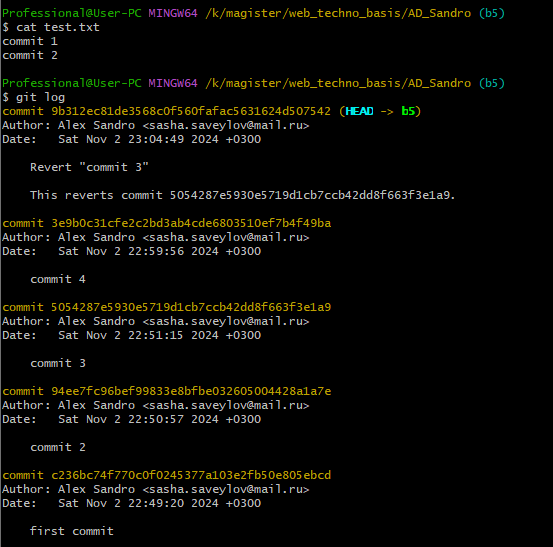 Professional@User-PC MINGW64 /k/magister/web_techno_basis/AD_Sandro (b5)
$ cat test.txt
commit 1
commit 2
Professional@User-PC MINGW64 /k/magister/web_techno_basis/AD_Sandro (b5)
$ git log
commit 9b312ec81de3568c0f560fafac5631624d507542 (HEAD -> b5)
Author: Alex Sandro <sasha.saveylov@mail.ru>
Date:   Sat Nov 2 23:04:49 2024 +0300
    Revert "commit 3"
    This reverts commit 5054287e5930e5719d1cb7ccb42dd8f663f3e1a9.
commit 3e9b0c31cfe2c2bd3ab4cde6803510ef7b4f49ba
Author: Alex Sandro <sasha.saveylov@mail.ru>
Date:   Sat Nov 2 22:59:56 2024 +0300
    commit 4
commit 5054287e5930e5719d1cb7ccb42dd8f663f3e1a9
Author: Alex Sandro <sasha.saveylov@mail.ru>
Date:   Sat Nov 2 22:51:15 2024 +0300
    commit 3
commit 94ee7fc96bef99833e8bfbe032605004428a1a7e
Author: Alex Sandro <sasha.saveylov@mail.ru>
Date:   Sat Nov 2 22:50:57 2024 +0300
    commit 2
commit c236bc74f770c0f0245377a103e2fb50e805ebcd
Author: Alex Sandro <sasha.saveylov@mail.ru>
Date:   Sat Nov 2 22:49:20 2024 +0300
    first commit